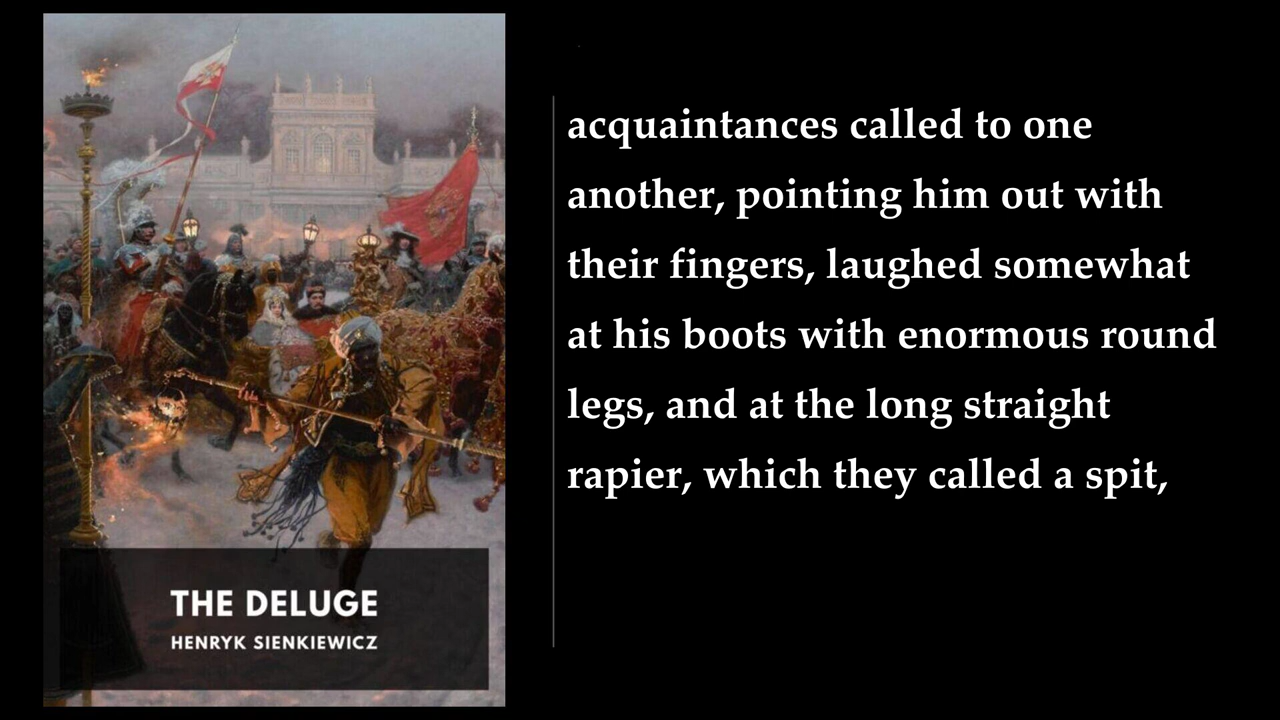 THE DELUGE
HENRYK SIENKIEWICZ
acquaintances called to one
another, pointing him out with
their fingers, laughed somewhat
at his boots with enormous round
legs, and at the long straight
rapier, which they called a spit,